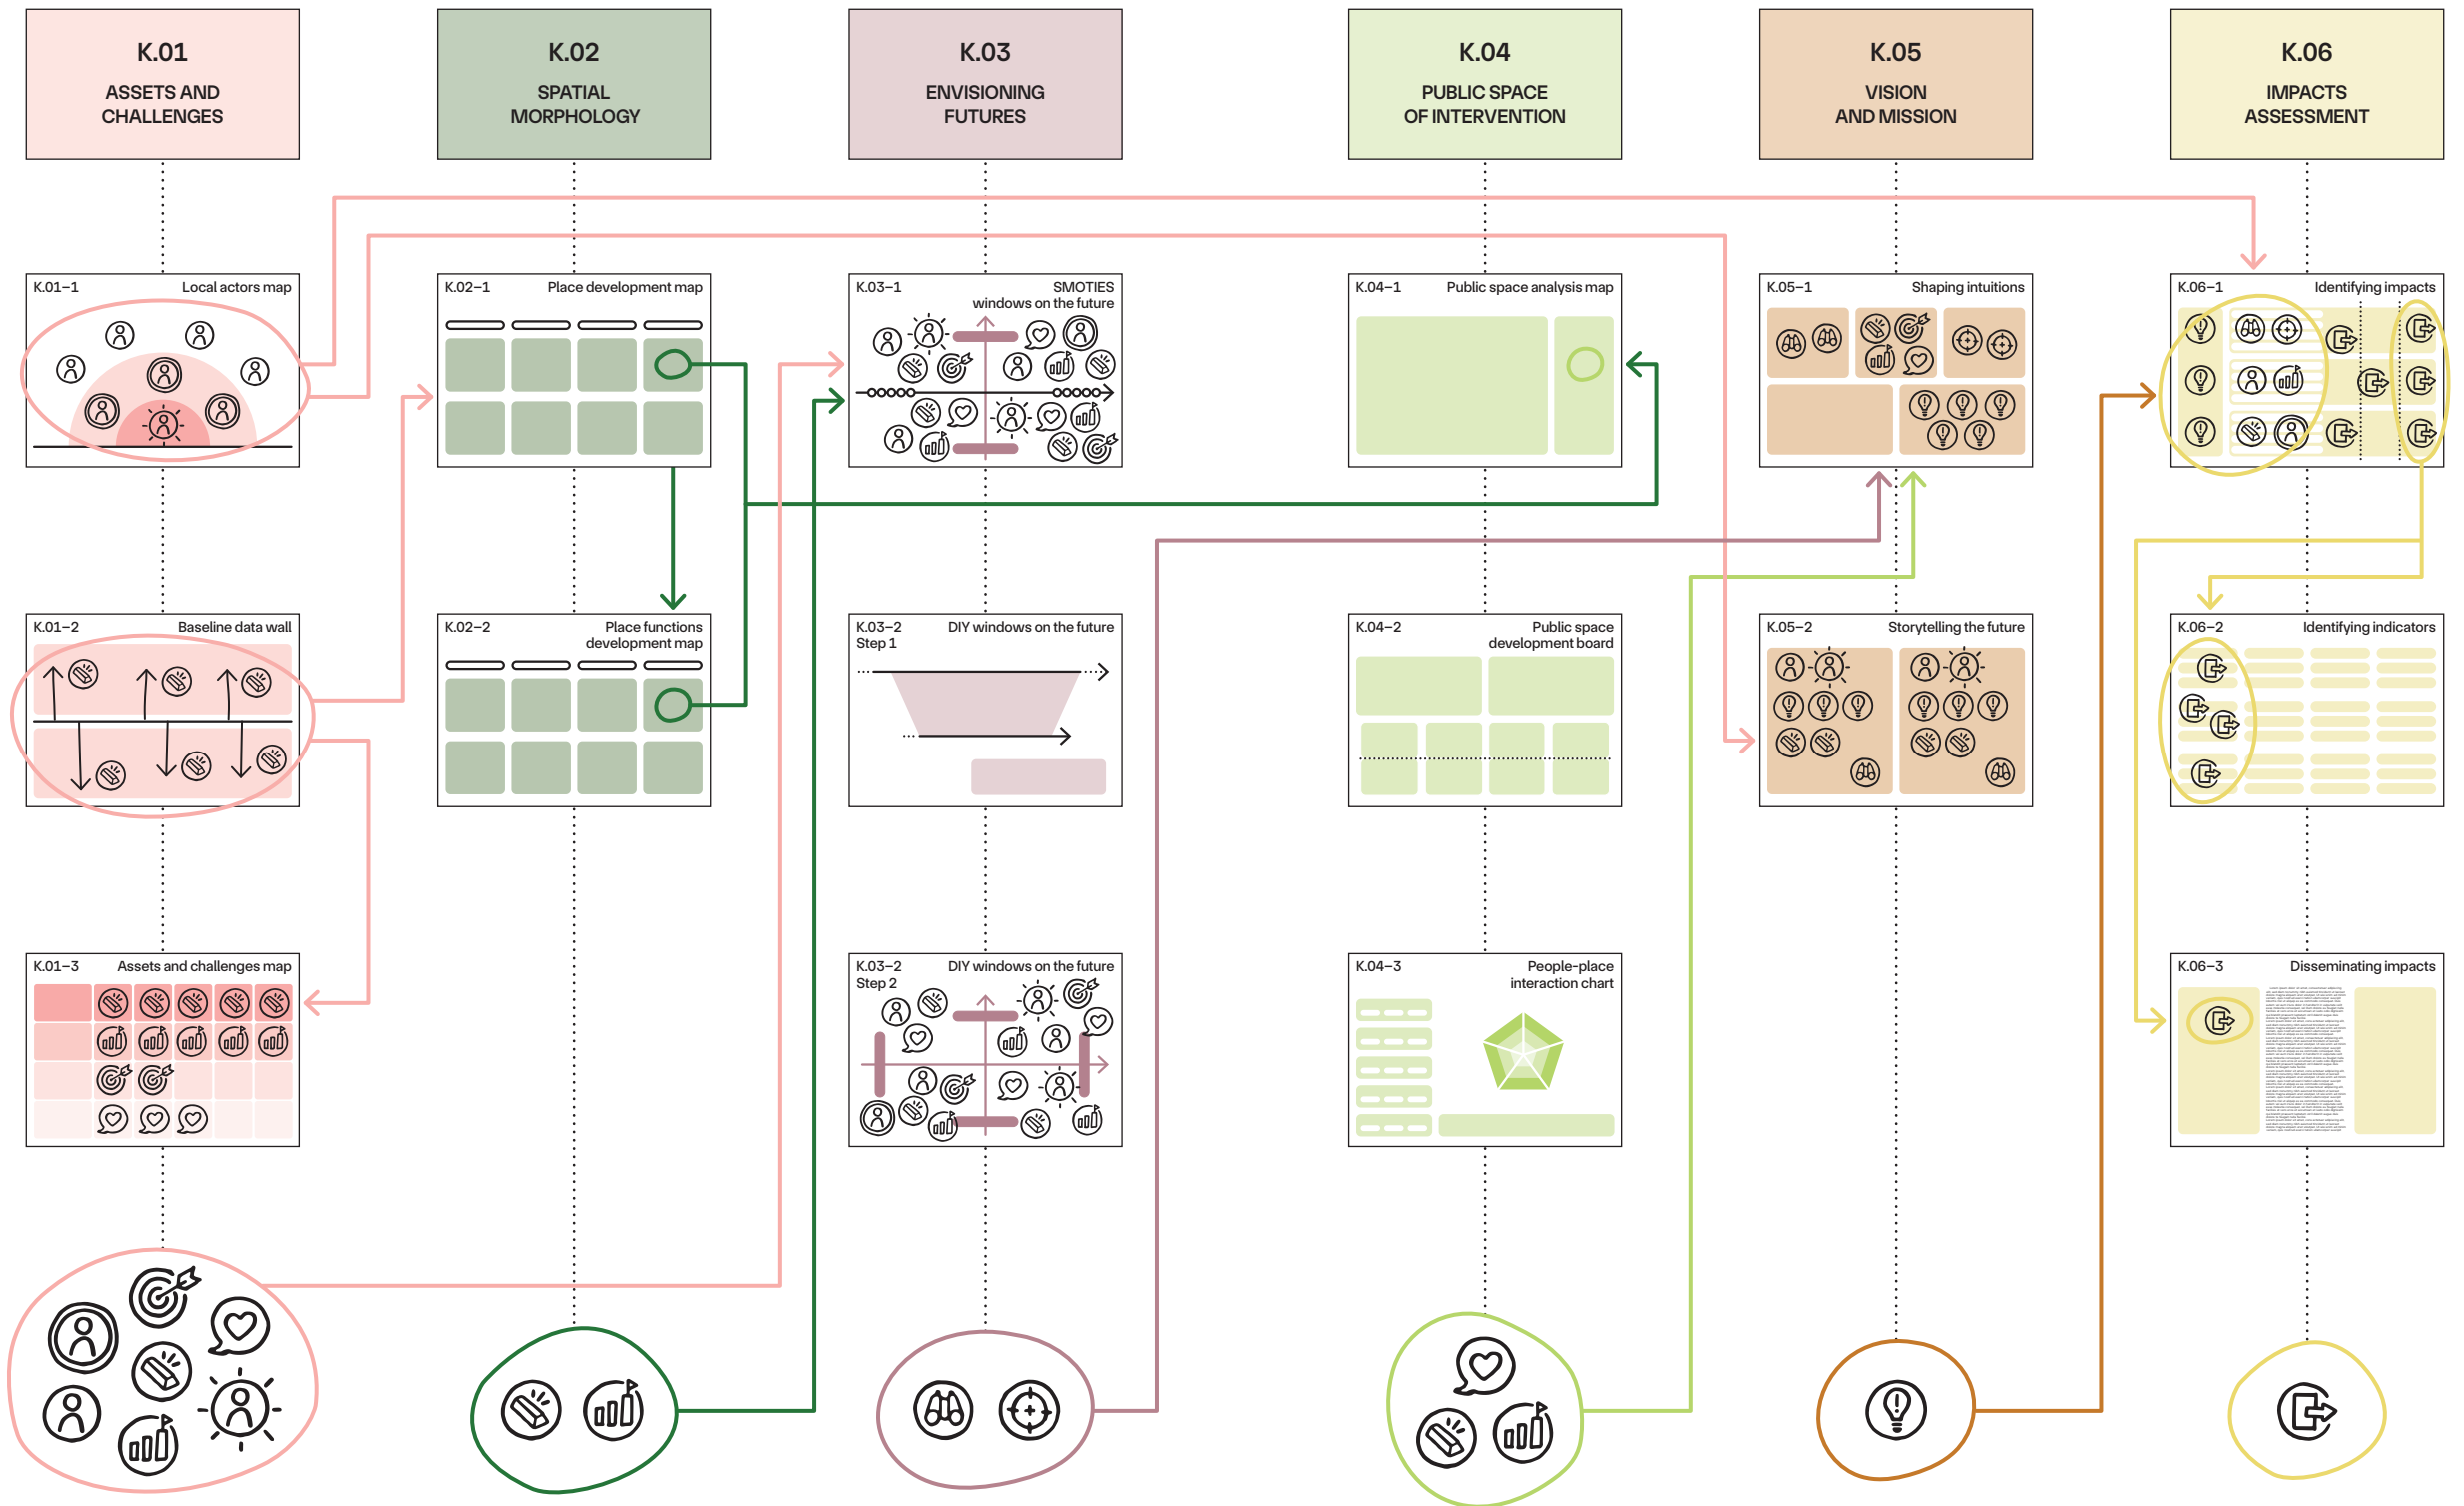 K.01
ASSETS AND
CHALLENGES
K.02
SPATIAL
MORPHOLOGY
K.03
ENVISIONING
FUTURES
K.04
PUBLIC SPACE
OF INTERVENTION
K.05
VISION
AND MISSION
K.06
IMPACTS
ASSESSMENT
K.01–1 Local actors map
K.02–1 Place development map
K.03–1 SMOTIES
windows on the future
K.04–1 Public space analysis map
K.05–1 Shaping intuitions
K.06–1 Identifying impacts
K.01–2 Baseline data wall
K.02–2 Place functions
development map
K.03–2 DIY windows on the future
Step 1
K.04–2 Public space
development board
K.05–2 Storytelling the future
K.06–2 Identifying indicators
K.01–3 Assets and challenges map
K.03–2 DIY windows on the future
Step 2
K.04–3 People-place
interaction chart
K.06–3 Disseminating impacts